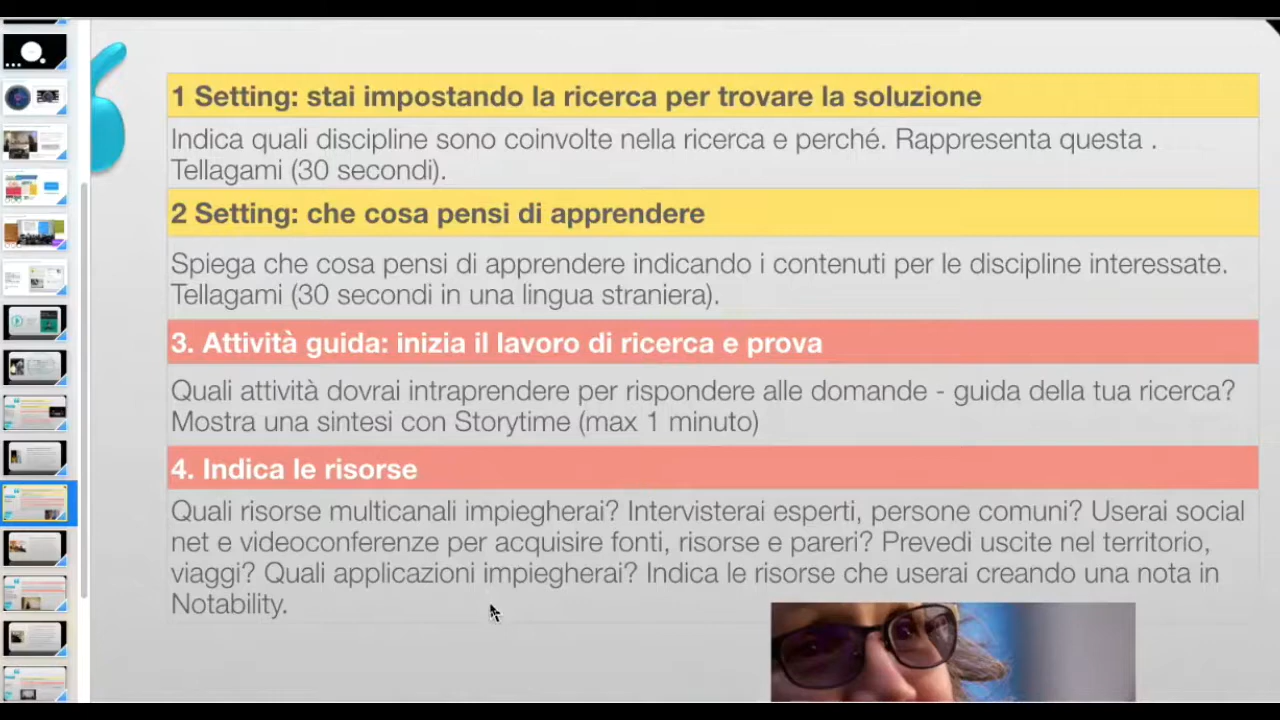 1 Setting: stai impostando la ricerca per trovare la soluzione
Indica quali discipline sono coinvolte nella ricerca e perché. Rappresenta questa .
Tellagami (30 secondi).
2 Setting: che cosa pensi di apprendere
Spiega che cosa pensi di apprendere indicando i contenuti per le discipline interessate.
Tellagami (30 secondi in una lingua straniera).
3. Attività guida: inizia il lavoro di ricerca e prova
Quali attività dovrai intraprendere per rispondere alle domande - guida della tua ricerca?
Mostra una sintesi con Storytime (max 1 minuto)
4. Indica le risorse
Quali risorse multicanali impiegherai? Intervisterai esperti, persone comuni? Userai social
net e videoconferenze per acquisire fonti, risorse e pareri? Prevedi uscite nel territorio,
viaggi? Quali applicazioni impiegherai? Indica le risorse che userai creando una nota in
Notability.